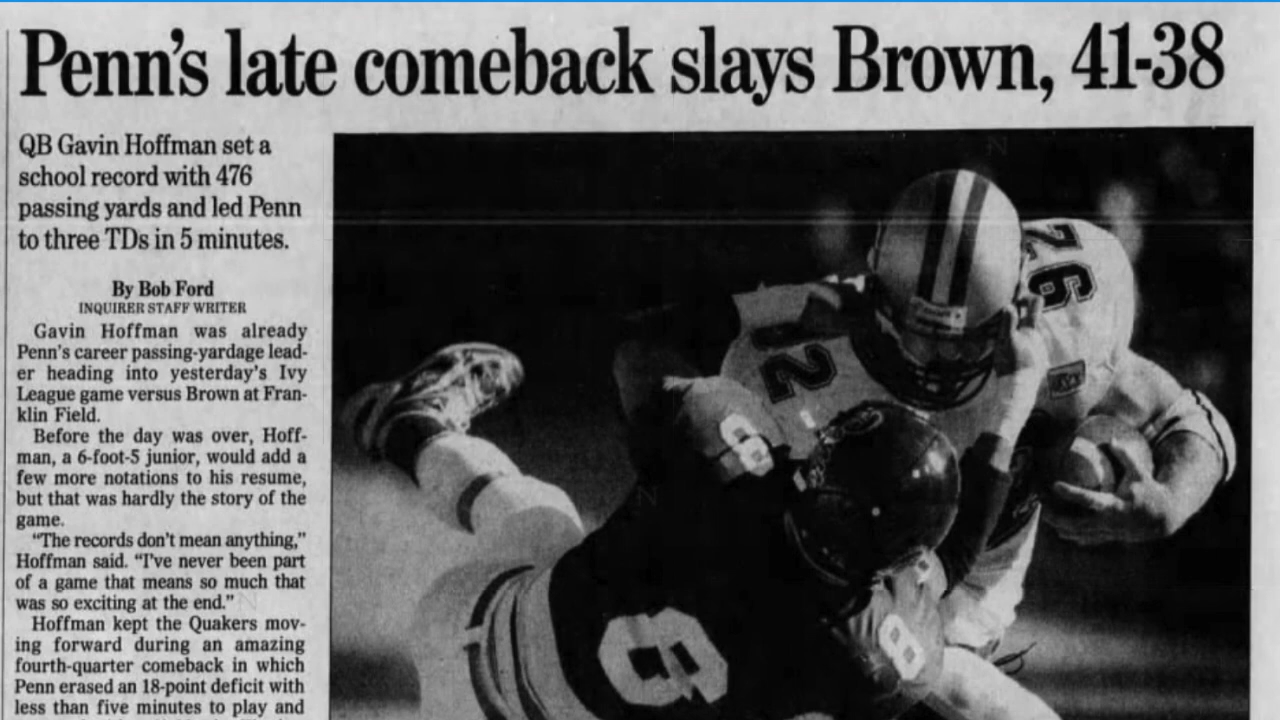 Penn's late comeback slays Brown, 41-38
QB Gavin Hoffman set a
school record with 476
passing yards and led Penn
to three TDs in 5 minutes.
By Bob Ford
INQUIRER STAFF WRITER
Gavin Hoffman was already
Penn's career passing-yardage lead-
er heading into yesterday's Ivy
League game versus Brown at Fran-
klin Field.
Before the day was over, Hoff-
man, a 6-foot-5 junior, would add a
few more notations to his resume,
but that was hardly the story of the
game.
"The records don't mean anything,"
Hoffman said. "I've never been part
of a game that means so much that
was so exciting at the end."
Hoffman kept the Quakers mov-
ing forward during an amazing
fourth-quarter comeback in which
Penn erased an 18-point deficit with
less than five minutes to play and
26
8
8
8